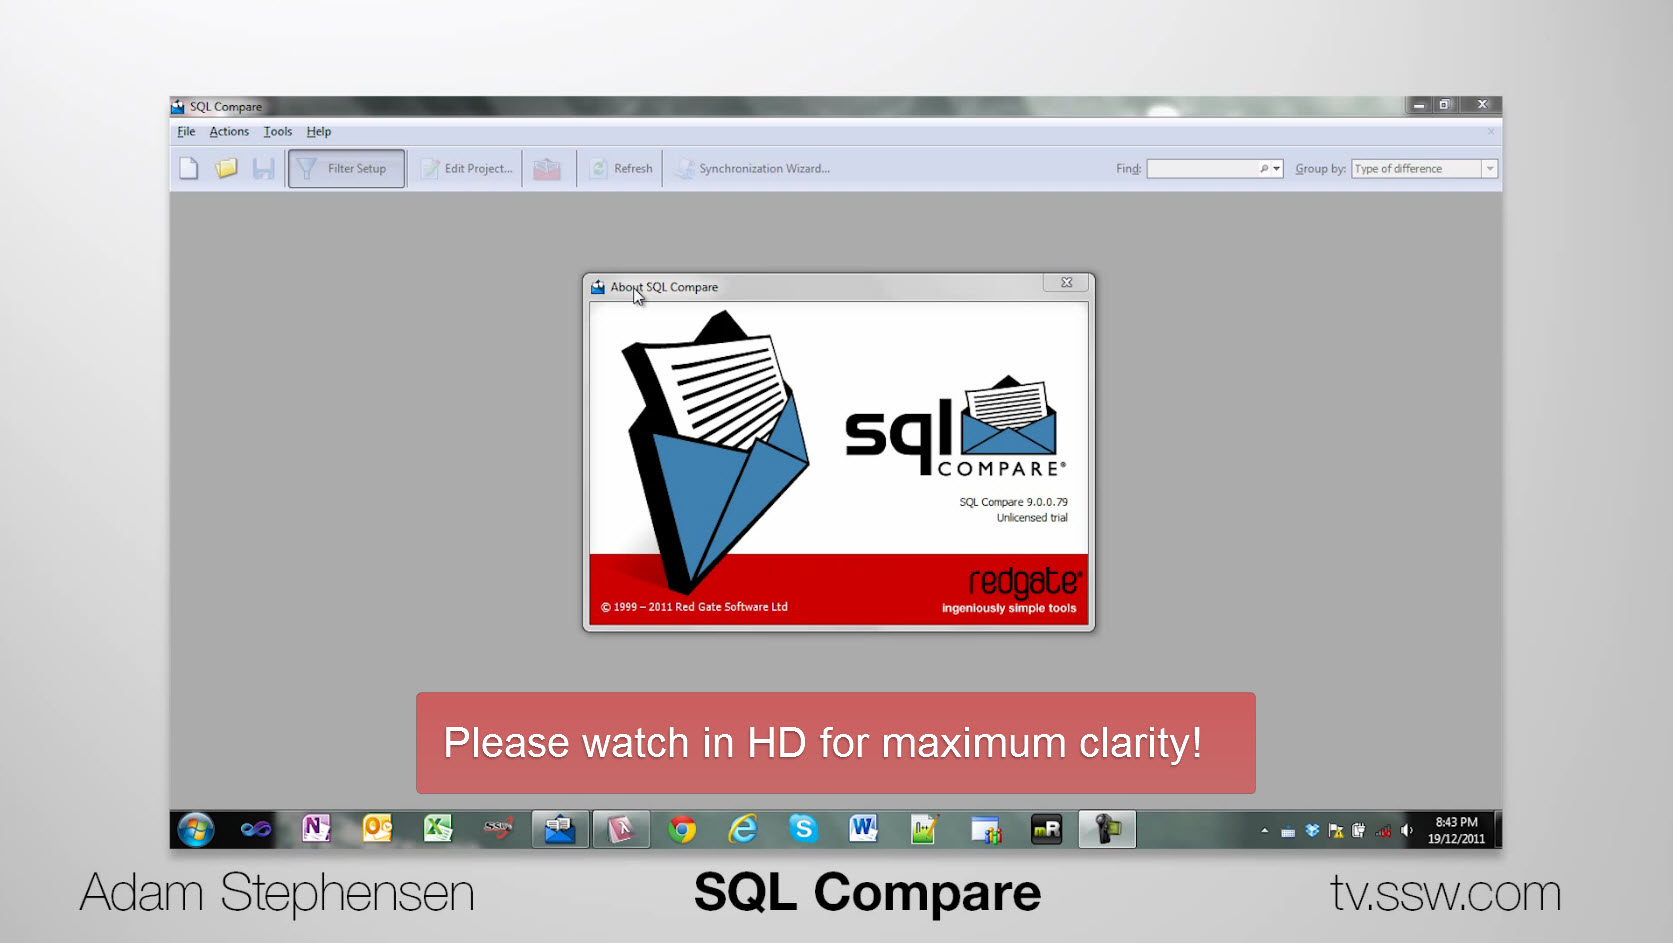 SQL Compare
File Actions Tools Help
Filter Setup Edit Project... Refresh Synchronization Wizard... Find: Group by: Type of difference
About SQL Compare
sql
COMPARE®
SQL Compare 9.0.0.79
Unlicensed trial
redgate®
ingeniously simple tools
© 1999 – 2011 Red Gate Software Ltd
Please watch in HD for maximum clarity!
8:43 PM
19/12/2011
Adam Stephensen SQL Compare tv.ssw.com